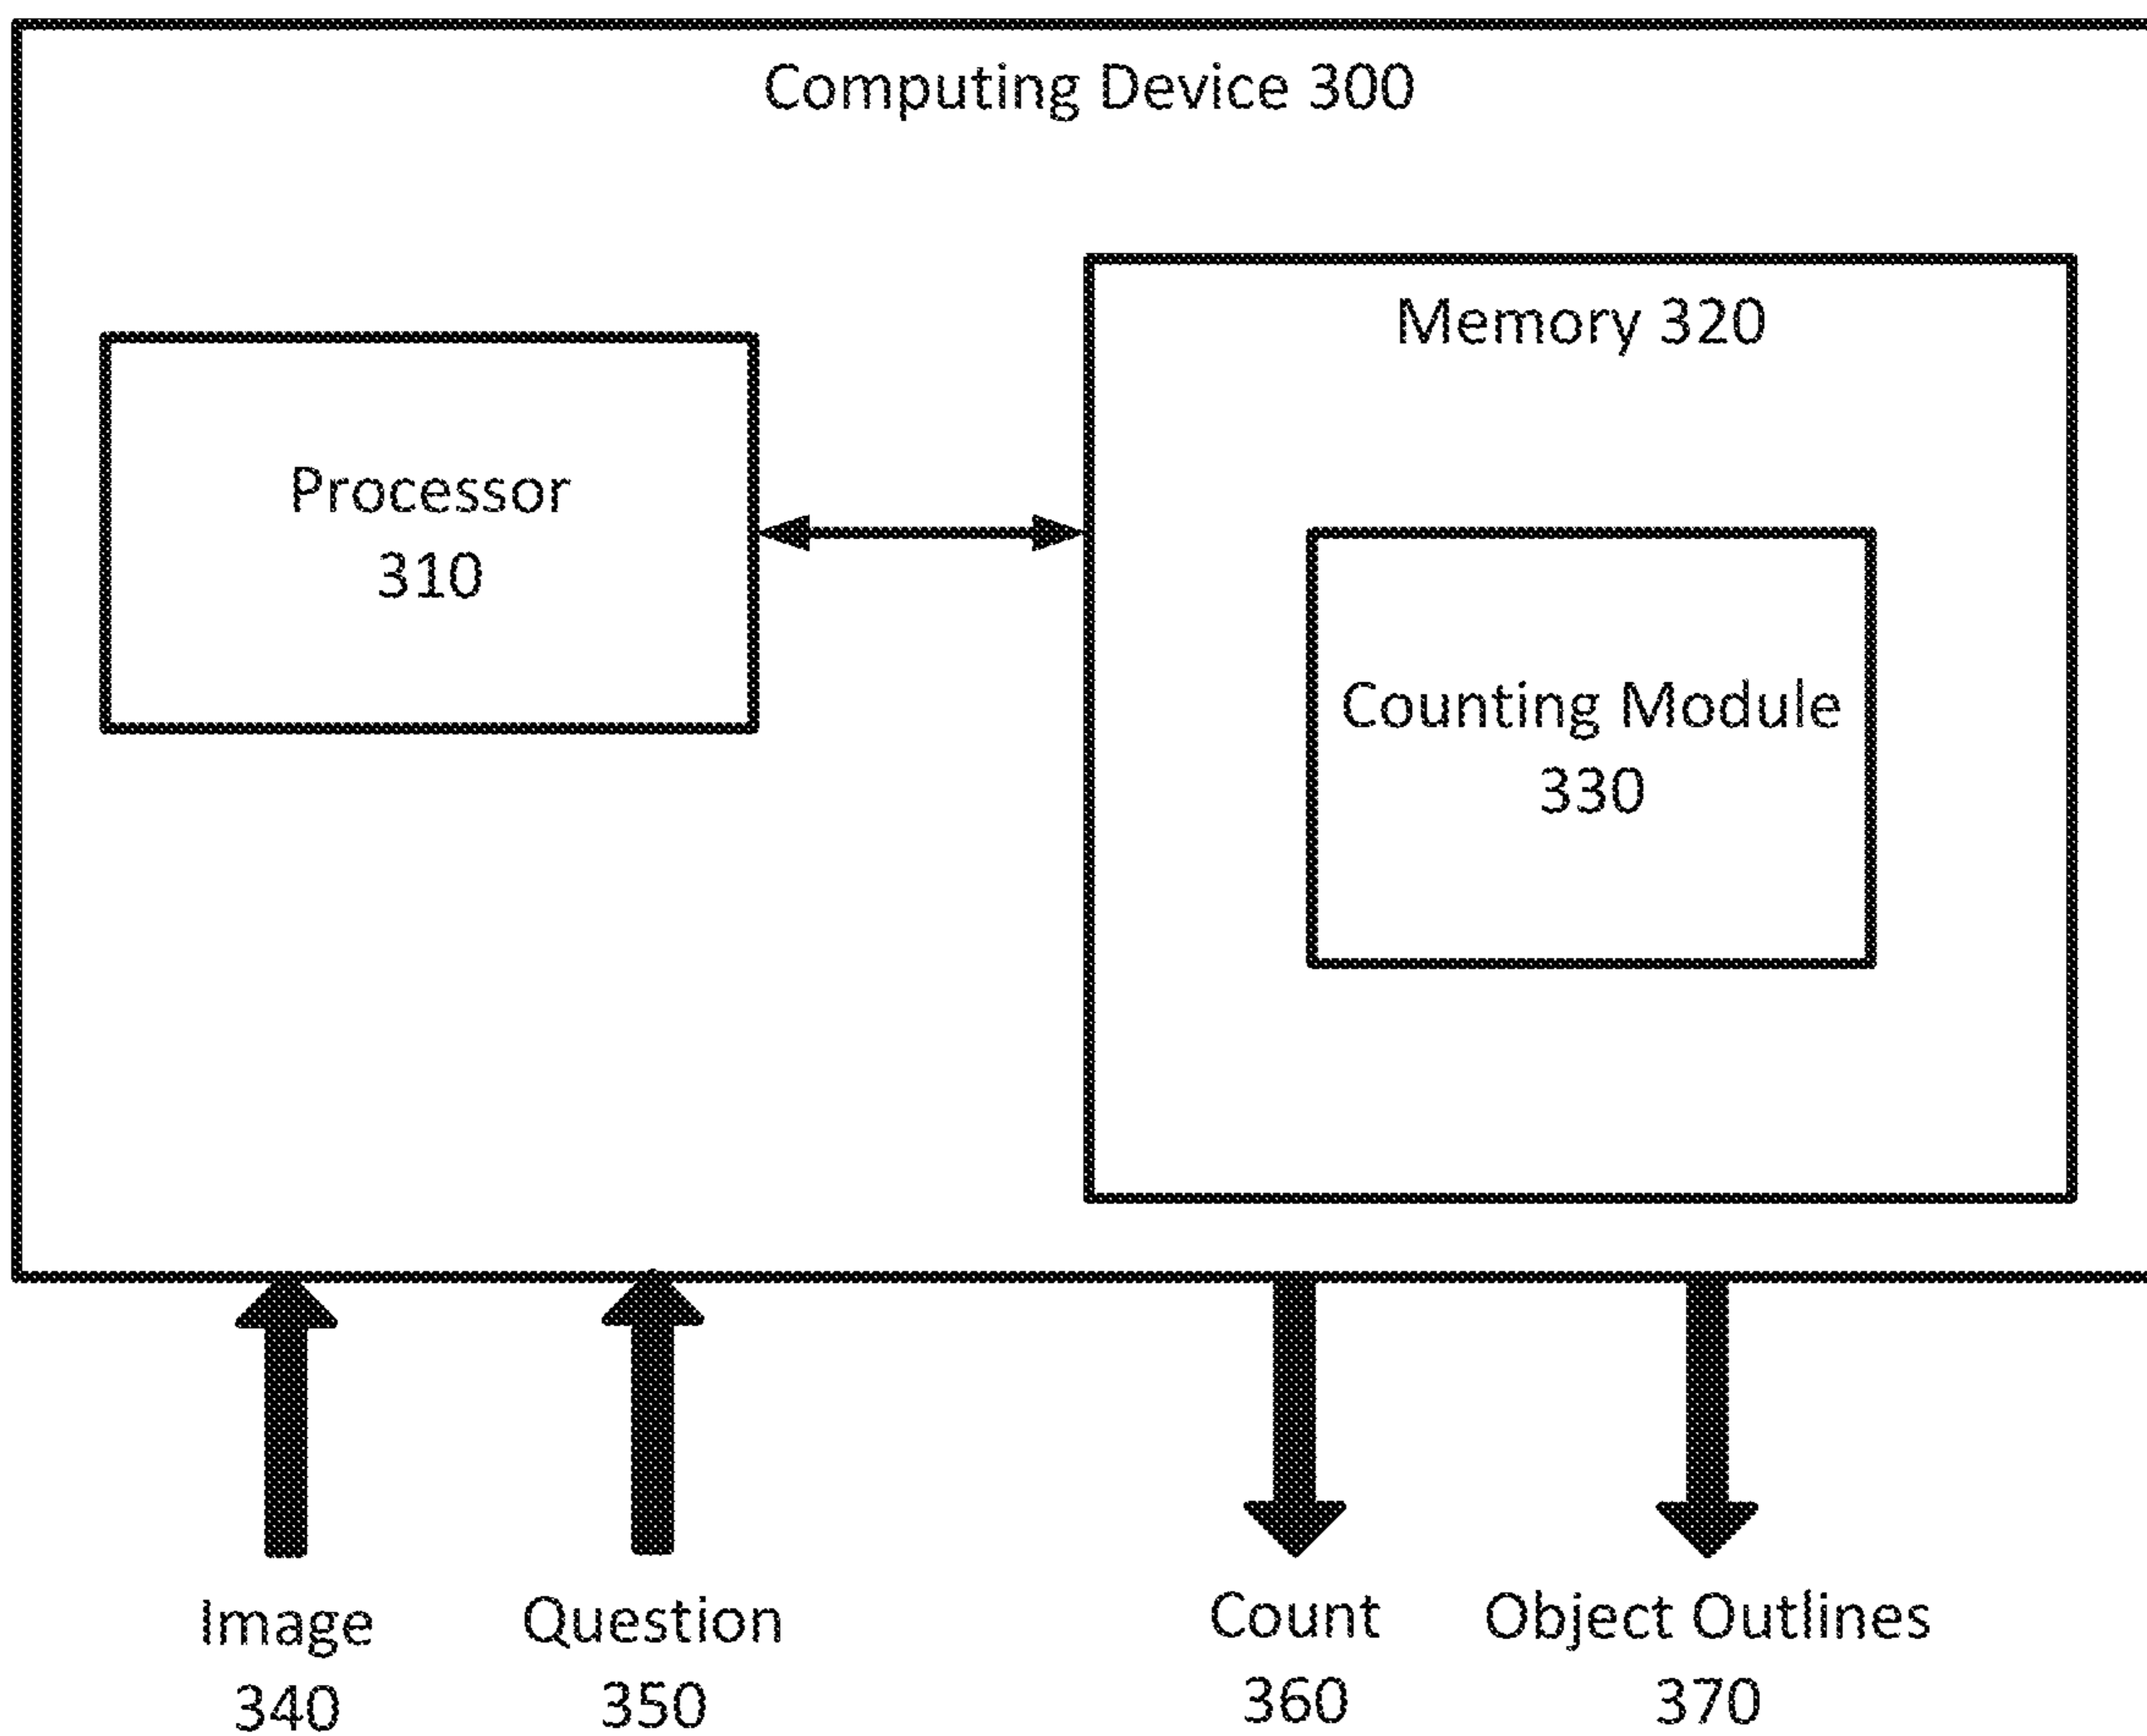 Computing Device 300
Memory 320
Processor
310
Counting Module
330
Image
340
Question
350
Count
360
Object Outlines
370